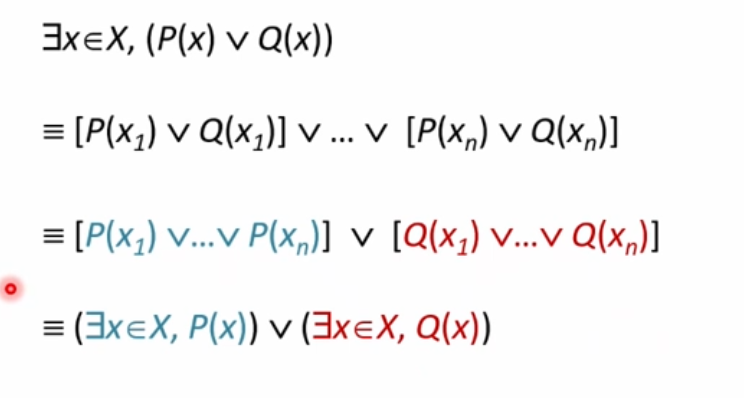 ∃x∈X, (P(x) ∨ Q(x))
≡ [P(x₁) ∨ Q(x₁)] ∨ ... ∨ [P(xₙ) ∨ Q(xₙ)]
≡ [P(x₁) ∨...∨ P(xₙ)] ∨ [Q(x₁) ∨...∨ Q(xₙ)]
≡ (∃x∈X, P(x)) ∨ (∃x∈X, Q(x))